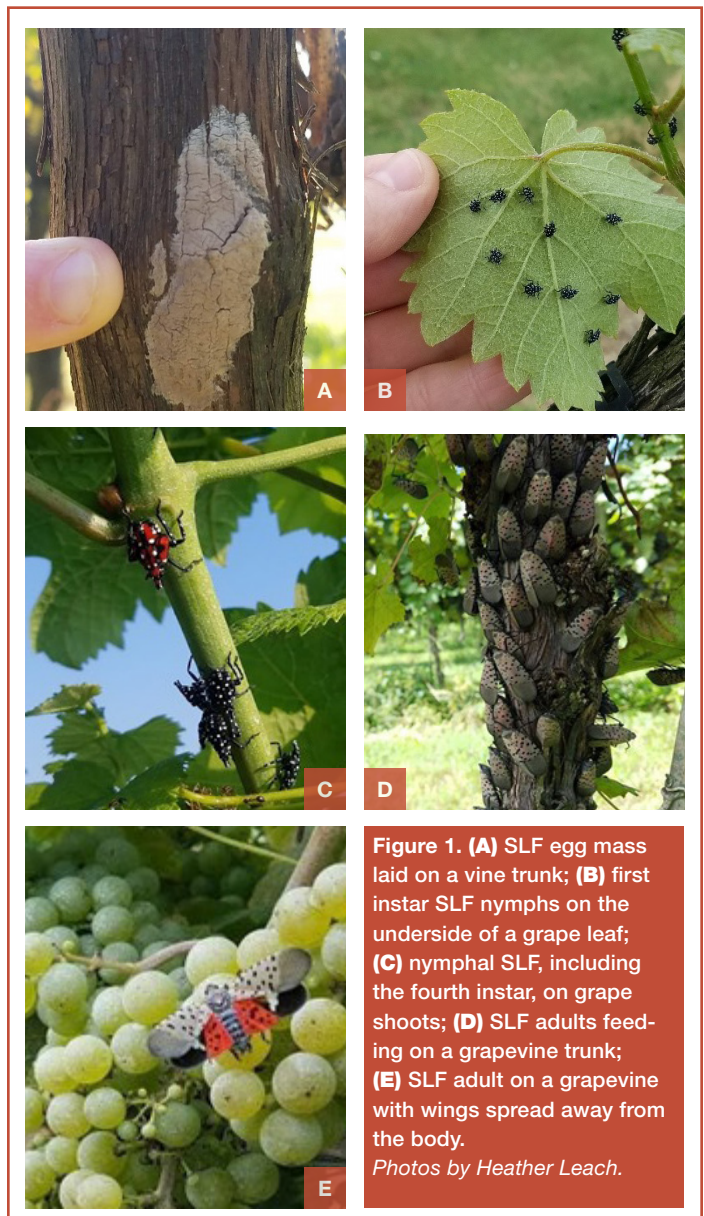 A
B
C
D
E
Figure 1. (A) SLF egg mass
laid on a vine trunk; (B) first
instar SLF nymphs on the
underside of a grape leaf;
(C) nymphal SLF, including
the fourth instar, on grape
shoots; (D) SLF adults feed-
ing on a grapevine trunk;
(E) SLF adult on a grapevine
with wings spread away from
the body.
Photos by Heather Leach.